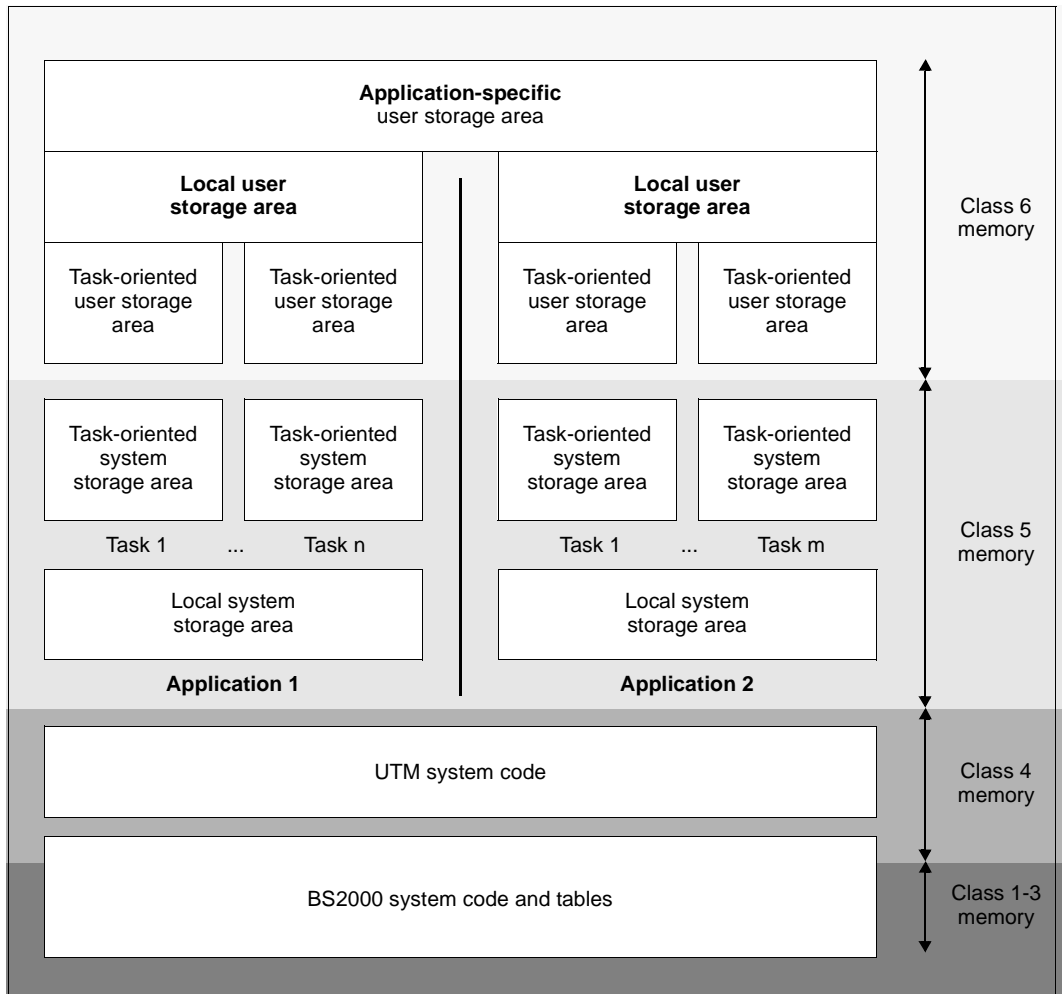 Application-specific
user storage area
Local user
storage area
Local user
storage area
Class 6
memory
Task-oriented
user storage
area
Task-oriented
user storage
area
Task-oriented
user storage
area
Task-oriented
user storage
area
Task-oriented
system
storage area
Task-oriented
system
storage area
Task-oriented
system
storage area
Task-oriented
system
storage area
Class 5
memory
Task 1 ... Task n
Task 1 ... Task m
Local system
storage area
Local system
storage area
Application 1
Application 2
UTM system code
Class 4
memory
BS2000 system code and tables
Class 1-3
memory